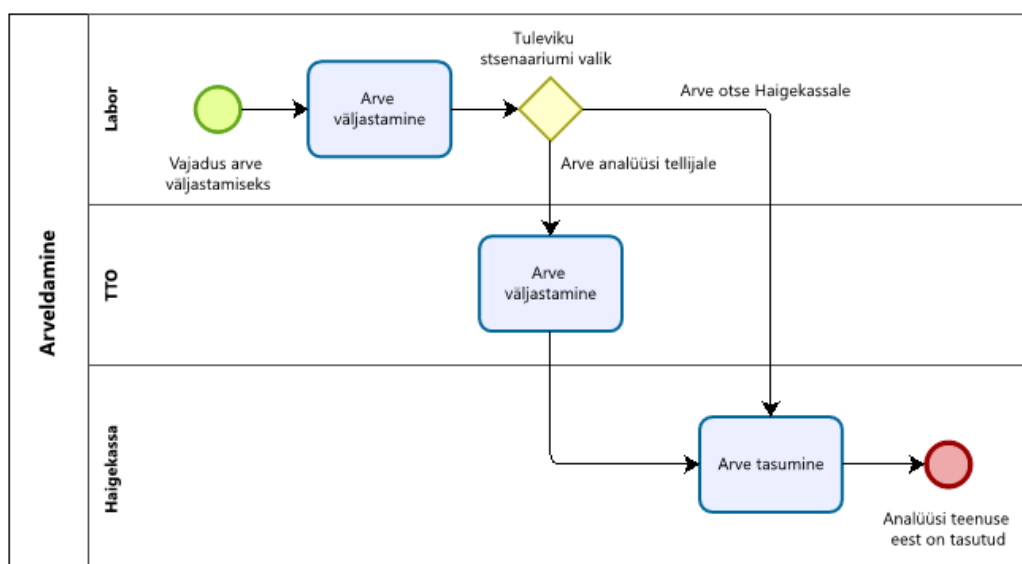 Arveldamine
Labor
Vajadus arve
väljastamiseks
Arve
väljastamine
Tuleviku
stsenaariumi valik
Arve otse Haigekassale
Arve analüüsi tellijale
TTO
Arve
väljastamine
Haigekassa
Arve tasumine
Analüüsi teenuse
eest on tasutud